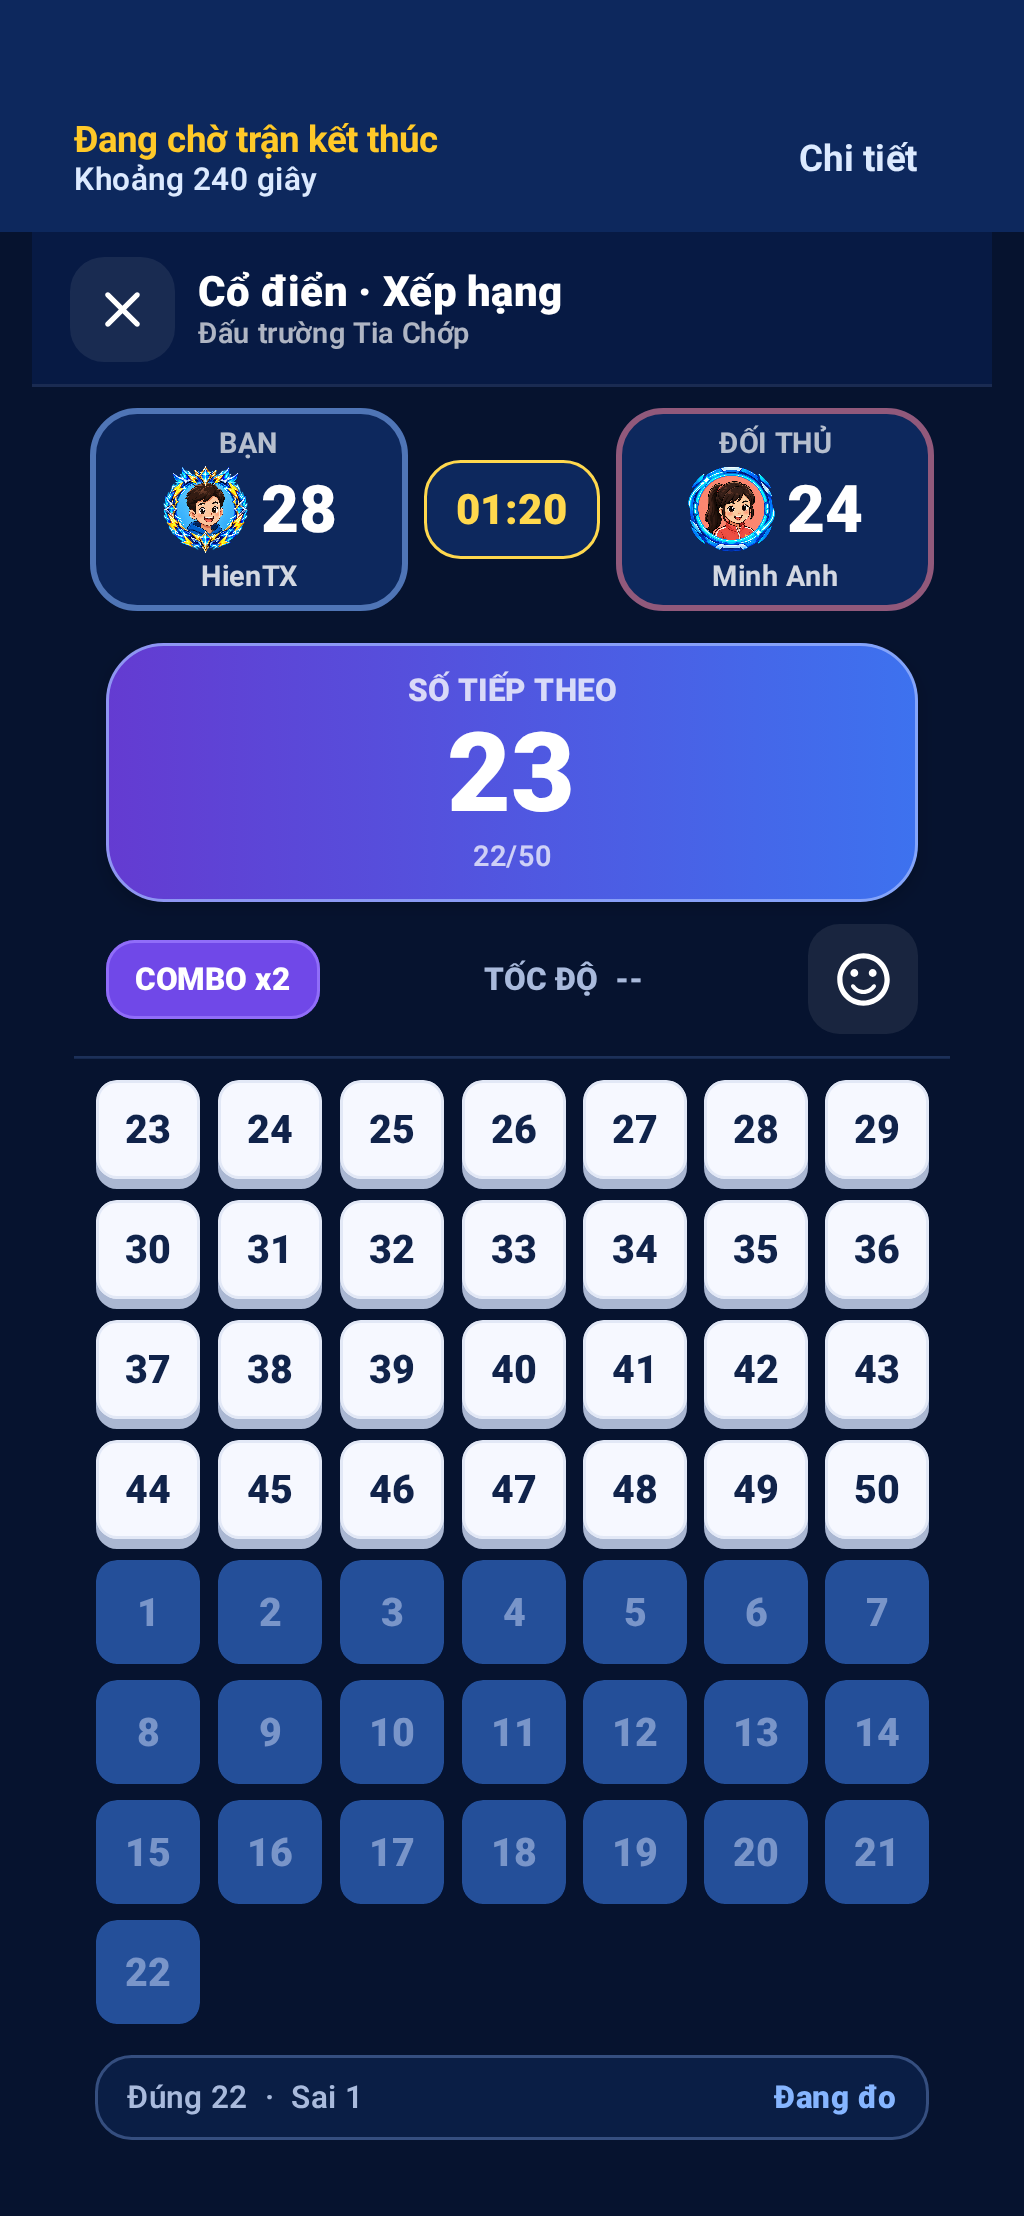 Đang chờ trận kết thúc
Khoảng 240 giây
Chi tiết
Cổ điển · Xếp hạng
Đấu trường Tia Chớp
BẠN
28
HienTX
01:20
ĐỐI THỦ
24
Minh Anh
SỐ TIẾP THEO
23
22/50
COMBO x2
TỐC ĐỘ --
23 24 25 26 27 28 29
30 31 32 33 34 35 36
37 38 39 40 41 42 43
44 45 46 47 48 49 50
1 2 3 4 5 6 7
8 9 10 11 12 13 14
15 16 17 18 19 20 21
22
Đúng 22 · Sai 1
Đang đo